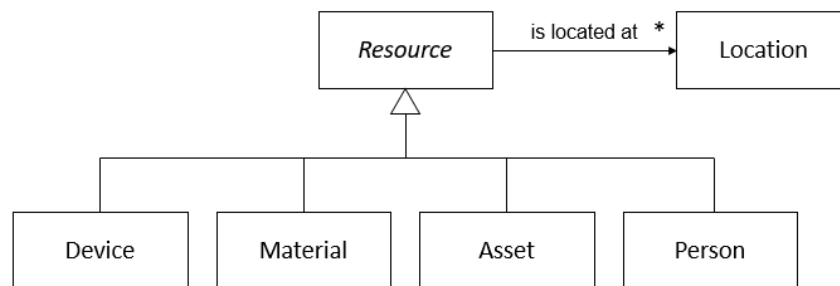 Resource
is located at *
Location
Device
Material
Asset
Person